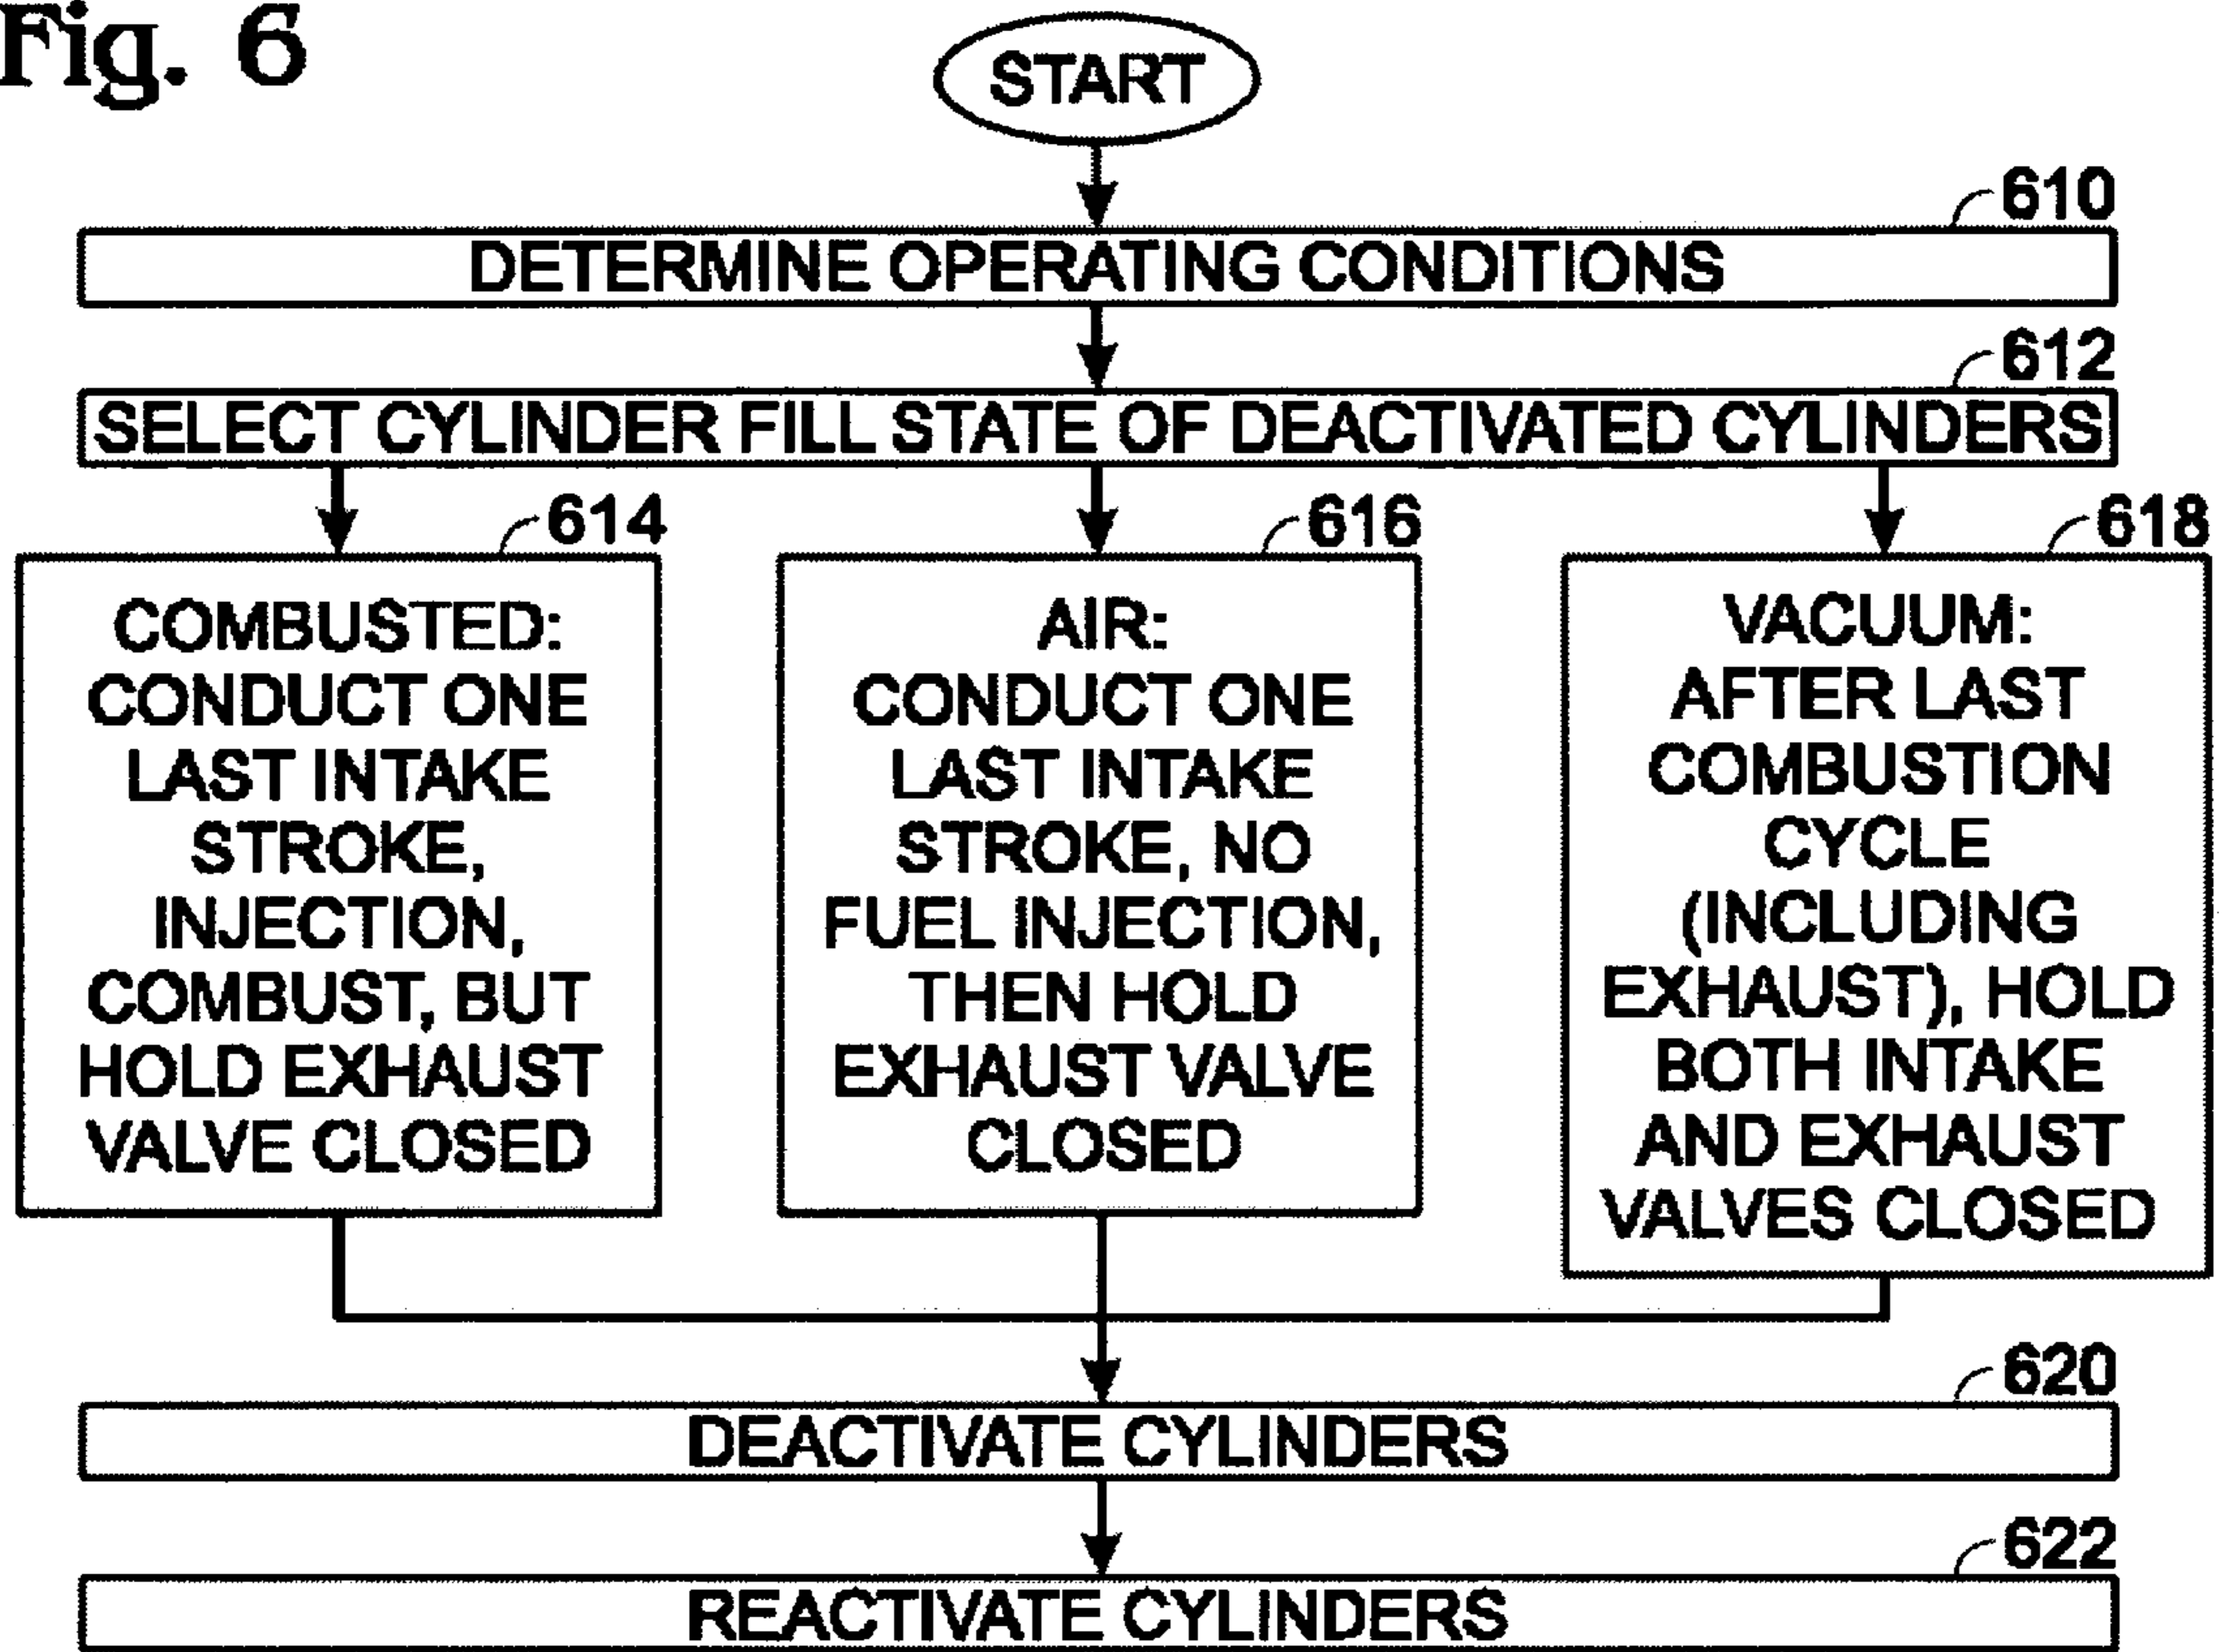 Fig. 6
START
610
DETERMINE OPERATING CONDITIONS
612
SELECT CYLINDER FILL STATE OF DEACTIVATED CYLINDERS
614
COMBUSTED:
CONDUCT ONE
LAST INTAKE
STROKE,
INJECTION,
COMBUST, BUT
HOLD EXHAUST
VALVE CLOSED
616
AIR:
CONDUCT ONE
LAST INTAKE
STROKE, NO
FUEL INJECTION,
THEN HOLD
EXHAUST VALVE
CLOSED
618
VACUUM:
AFTER LAST
COMBUSTION
CYCLE
(INCLUDING
EXHAUST), HOLD
BOTH INTAKE
AND EXHAUST
VALVES CLOSED
620
DEACTIVATE CYLINDERS
622
REACTIVATE CYLINDERS